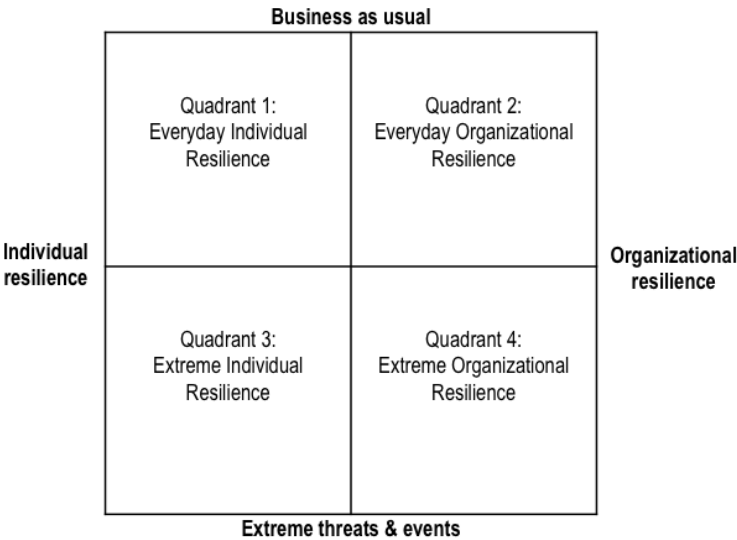 Business as usual
Quadrant 1:
Everyday Individual
Resilience
Quadrant 2:
Everyday Organizational
Resilience
Individual
resilience
Organizational
resilience
Quadrant 3:
Extreme Individual
Resilience
Quadrant 4:
Extreme Organizational
Resilience
Extreme threats & events